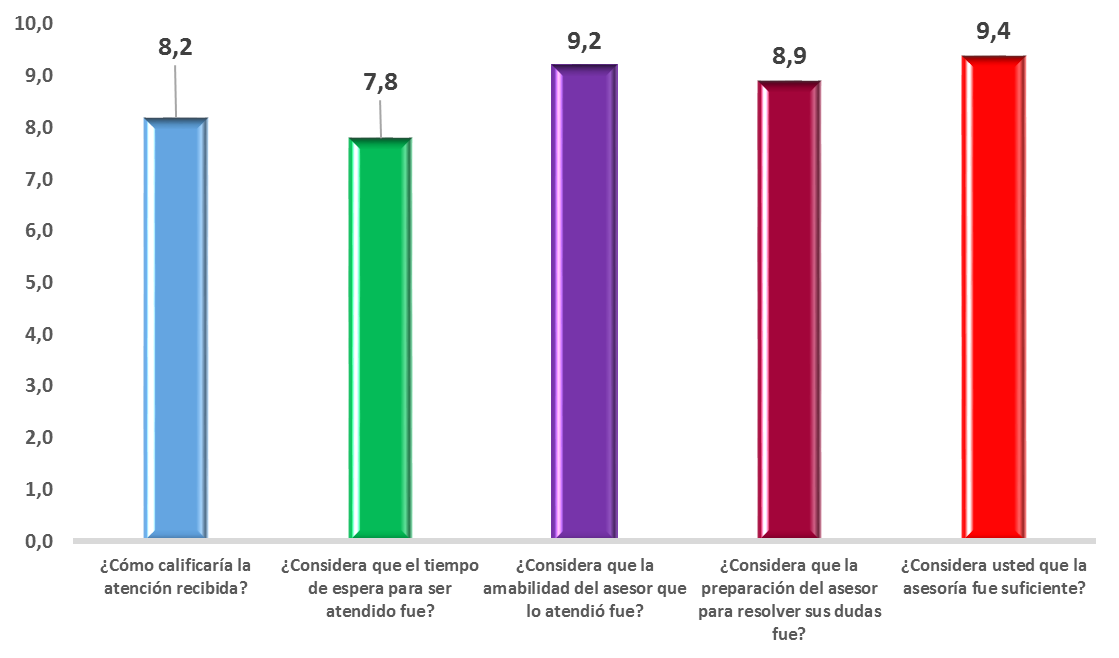 10,0
9,0
8,0
7,0
6,0
5,0
4,0
3,0
2,0
1,0
0,0
8,2
7,8
9,2
8,9
9,4
¿Cómo calificaría la
atención recibida?
¿Considera que el tiempo
de espera para ser
atendido fue?
¿Considera que la
amabilidad del asesor que
lo atendió fue?
¿Considera que la
preparación del asesor
para resolver sus dudas
fue?
¿Considera usted que la
asesoría fue suficiente?